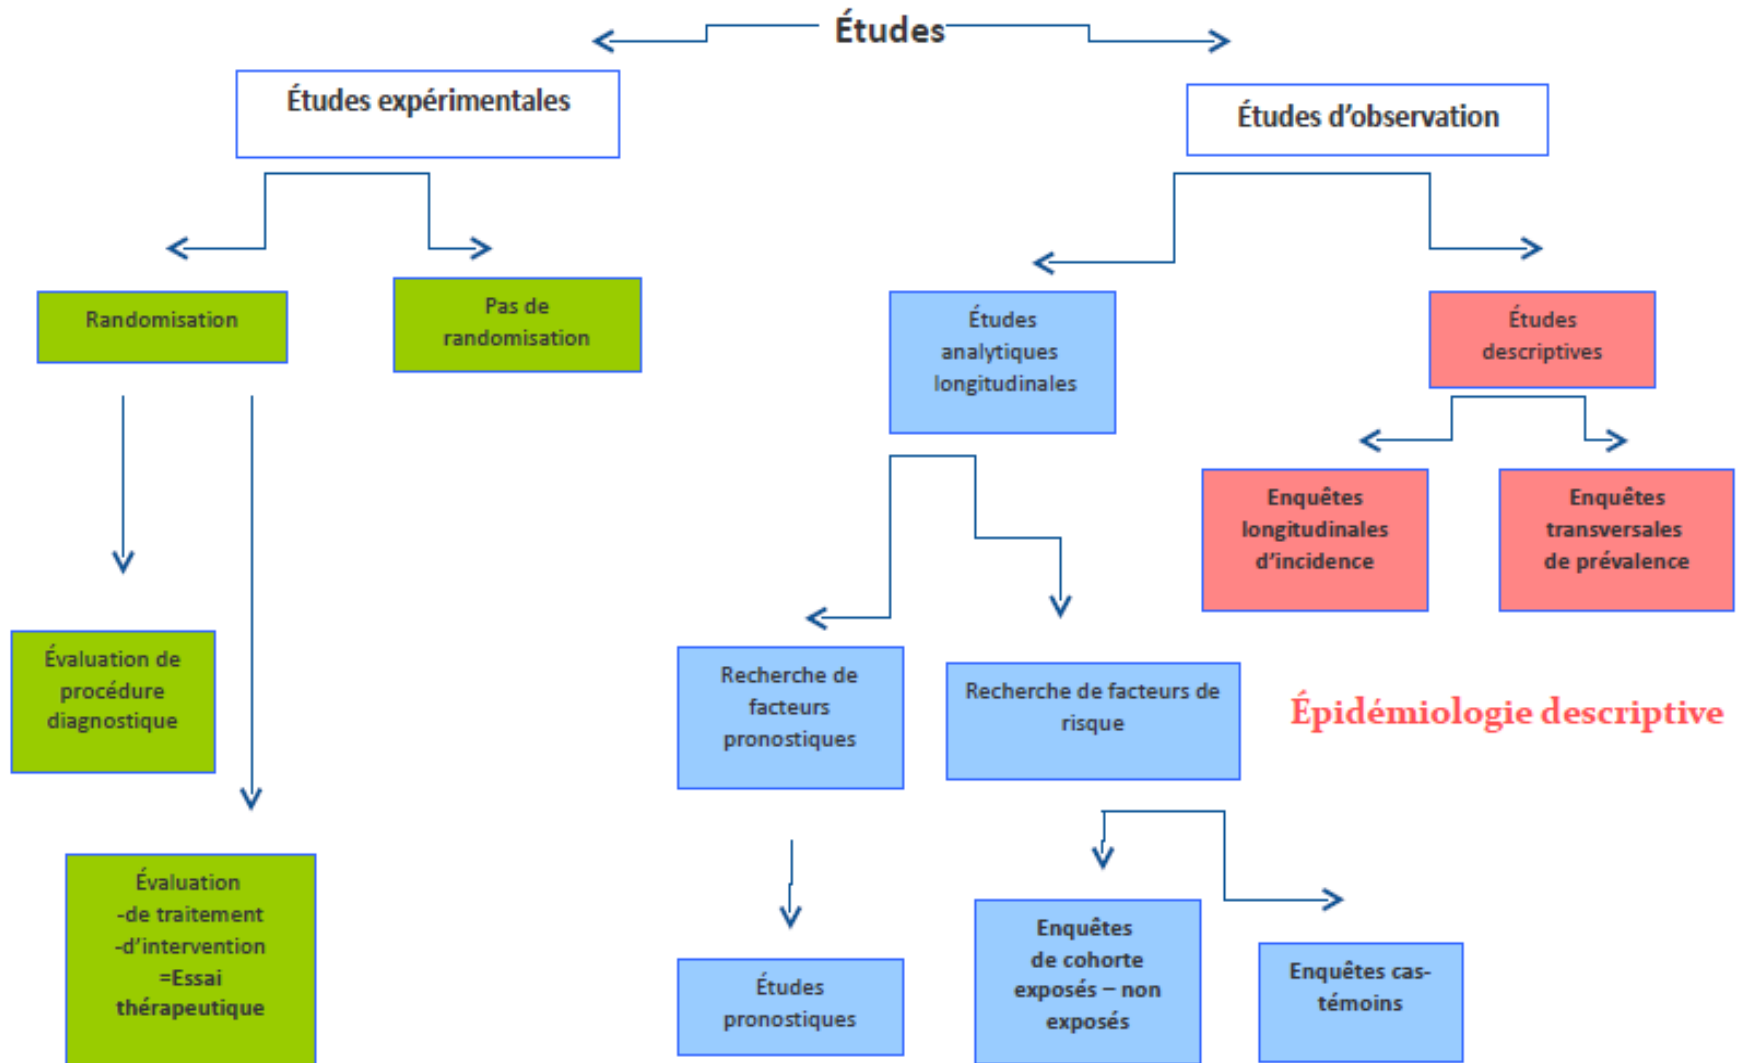 Études
Études expérimentales
Études d'observation
Randomisation
Pas de
randomisation
Études
analytiques
longitudinales
Études
descriptives
Enquêtes
longitudinales
d'incidence
Enquêtes
transversales
de prévalence
Évaluation de
procédure
diagnostique
Recherche de
facteurs
pronostiques
Recherche de facteurs de
risque
Épidémiologie descriptive
Évaluation
-de traitement
-d'intervention
=Essai
thérapeutique
Études
pronostiques
Enquêtes
de cohorte
exposés – non
exposés
Enquêtes cas-
témoins